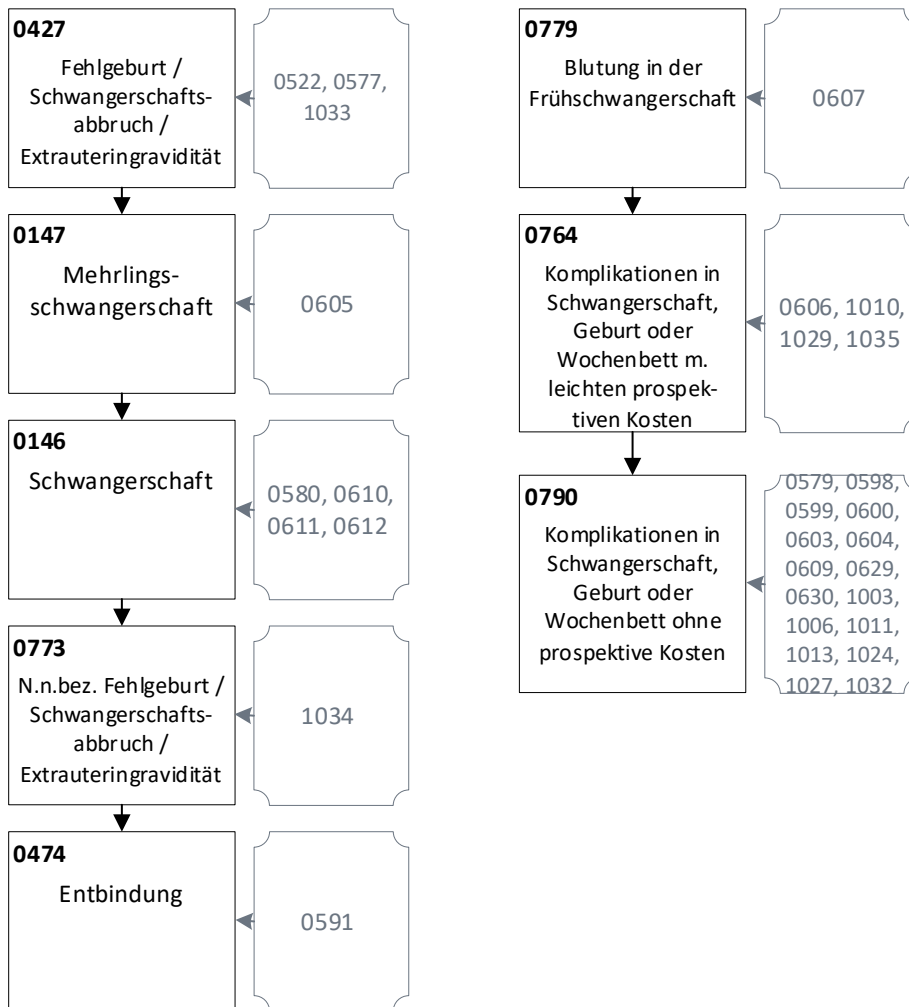 0427
Fehlgeburt /
Schwangerschafts-
abbruch /
Extrauteringravidität
0522, 0577,
1033
0147
Mehrlings-
schwangerschaft
0605
0146
Schwangerschaft
0580, 0610,
0611, 0612
0773
N.n.bez. Fehlgeburt /
Schwangerschafts-
abbruch /
Extrauteringravidität
1034
0474
Entbindung
0591
0779
Blutung in der
Frühschwangerschaft
0607
0764
Komplikationen in
Schwangerschaft,
Geburt oder
Wochenbett m.
leichten prospek-
tiven Kosten
0606, 1010,
1029, 1035
0790
Komplikationen in
Schwangerschaft,
Geburt oder
Wochenbett ohne
prospektive Kosten
0579, 0598,
0599, 0600,
0603, 0604,
0609, 0629,
0630, 1003,
1006, 1011,
1013, 1024,
1027, 1032